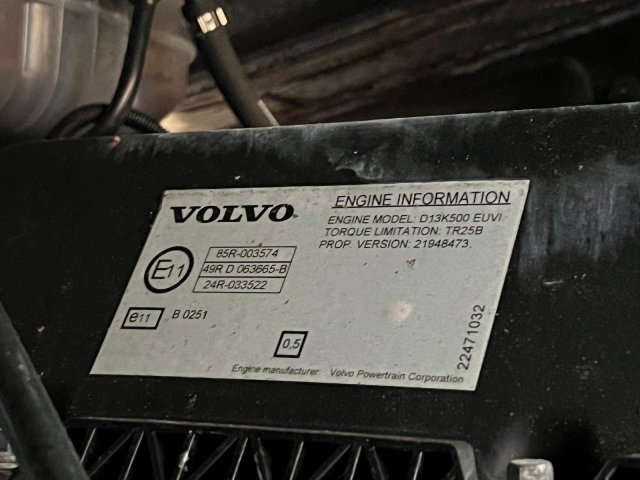 VOLVO
ENGINE INFORMATION
ENGINE MODEL: D13K500 EUVI
TORQUE LIMITATION: TR25B
PROP. VERSION: 21948473.
E11
85R-003574
49R D 063665-B
24R-033522
e11
B 0251
0,5
22471032
Engine manufacturer Volvo Powertrain Corporation